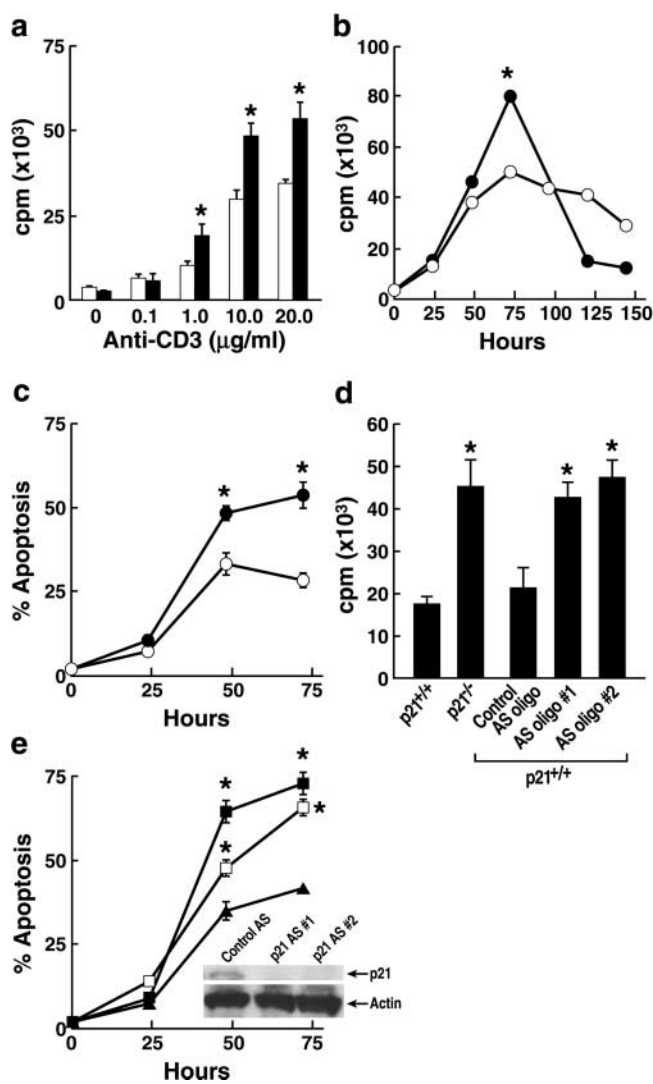 a
75
50
25
0
cpm (x10³)
*
*
*
0 0.1 1.0 10.0 20.0
Anti-CD3 (µg/ml)
b
100
80
60
40
20
0
cpm (x10³)
*
0 25 50 75 100 125 150
Hours
c
75
50
25
0
% Apoptosis
*
*
0 25 50 75
Hours
d
60
50
40
30
20
10
0
cpm (x10³)
*
*
*
p21+/+
p21-/-
Control
AS oligo
AS oligo #1
AS oligo #2
p21+/+
e
75
50
25
0
% Apoptosis
*
*
*
*
Control AS
p21 AS #1
p21 AS #2
p21
Actin
0 25 50 75
Hours